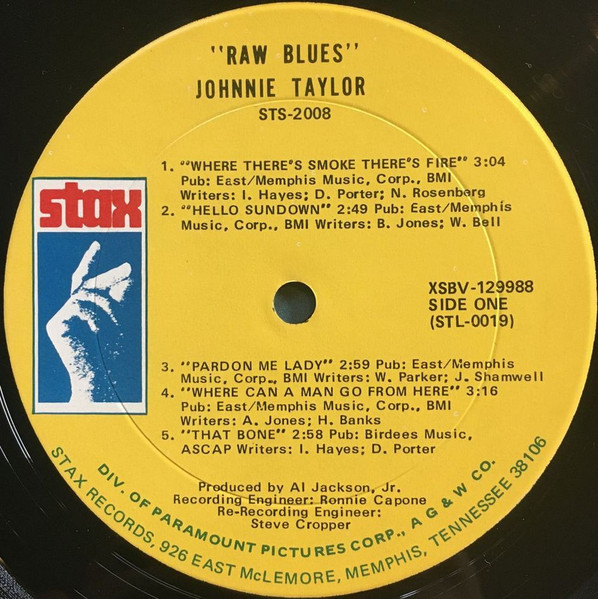 "RAW BLUES"
JOHNNIE TAYLOR
STS-2008
1. "WHERE THERE'S SMOKE THERE'S FIRE" 3:04
Pub: East/Memphis Music, Corp., BMI
Writers: I. Hayes; D. Porter; N. Rosenberg
2. "HELLO SUNDOWN" 2:49 Pub: East/Memphis
Music, Corp., BMI Writers: B. Jones; W. Bell
stax
XSBV-129988
SIDE ONE
(STL-0019)
3. "PARDON ME LADY" 2:59 Pub: East/Memphis
Music, Corp., BMI Writers: W. Parker; J. Shamwell
4. "WHERE CAN A MAN GO FROM HERE" 3:16
Pub: East/Memphis Music, Corp., BMI
Writers: A. Jones; H. Banks
5. "THAT BONE" 2:58 Pub: Birdees Music,
ASCAP Writers: I. Hayes; D. Porter
Produced by Al Jackson, Jr.
Recording Engineer: Ronnie Capone
Re-Recording Engineer:
Steve Cropper
DIV. OF PARAMOUNT PICTURES CORP., A G & W CO.
STAX RECORDS, 926 EAST McLEMORE, MEMPHIS, TENNESSEE 38106